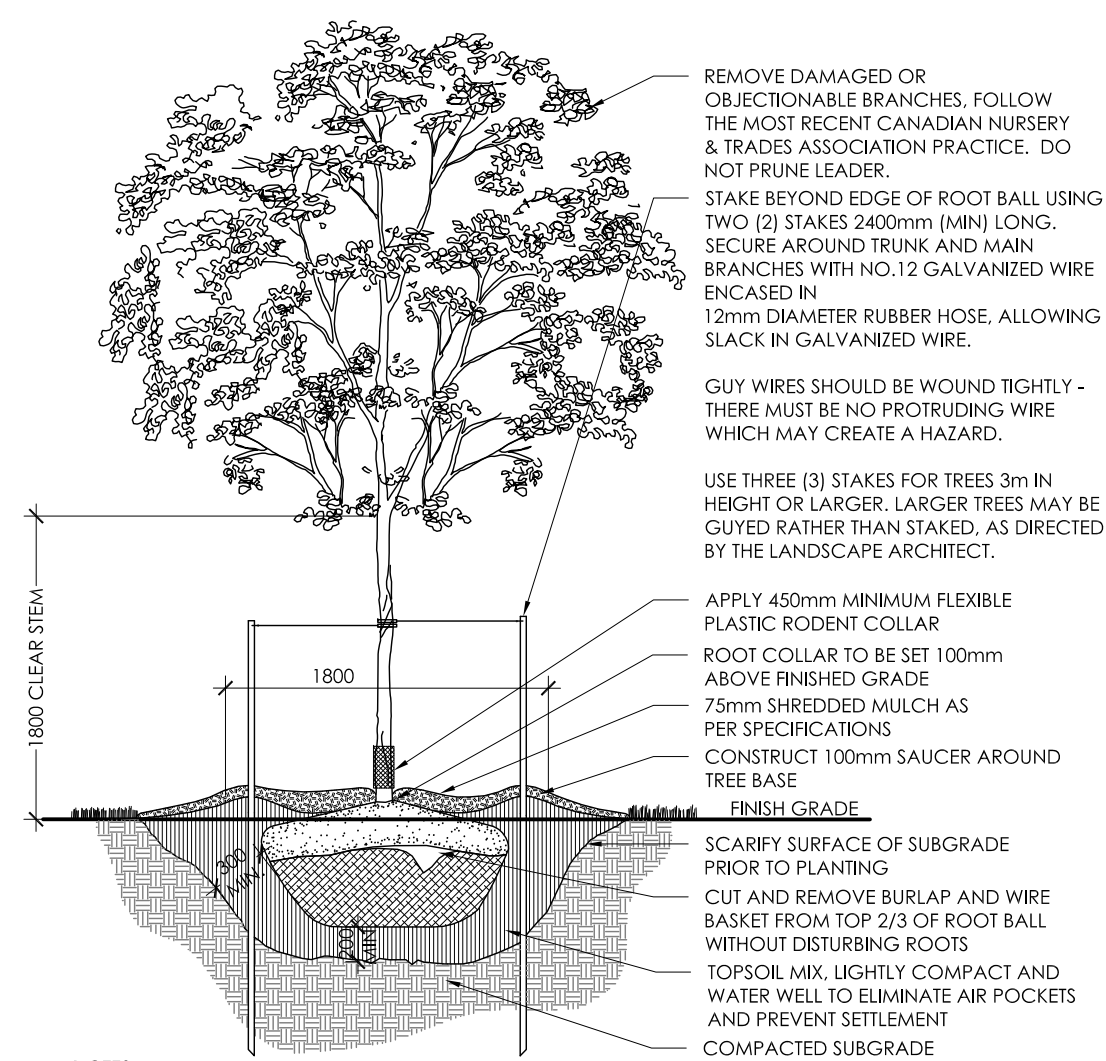 REMOVE DAMAGED OR
OBJECTIONABLE BRANCHES, FOLLOW
THE MOST RECENT CANADIAN NURSERY
& TRADES ASSOCIATION PRACTICE. DO
NOT PRUNE LEADER.
STAKE BEYOND EDGE OF ROOT BALL USING
TWO (2) STAKES 2400mm (MIN) LONG.
SECURE AROUND TRUNK AND MAIN
BRANCHES WITH NO.12 GALVANIZED WIRE
ENCASED IN
12mm DIAMETER RUBBER HOSE, ALLOWING
SLACK IN GALVANIZED WIRE.
GUY WIRES SHOULD BE WOUND TIGHTLY -
THERE MUST BE NO PROTRUDING WIRE
WHICH MAY CREATE A HAZARD.
USE THREE (3) STAKES FOR TREES 3m IN
HEIGHT OR LARGER. LARGER TREES MAY BE
GUYED RATHER THAN STAKED, AS DIRECTED
BY THE LANDSCAPE ARCHITECT.
APPLY 450mm MINIMUM FLEXIBLE
PLASTIC RODENT COLLAR
ROOT COLLAR TO BE SET 100mm
ABOVE FINISHED GRADE
75mm SHREDDED MULCH AS
PER SPECIFICATIONS
CONSTRUCT 100mm SAUCER AROUND
TREE BASE
FINISH GRADE
SCARIFY SURFACE OF SUBGRADE
PRIOR TO PLANTING
CUT AND REMOVE BURLAP AND WIRE
BASKET FROM TOP 2/3 OF ROOT BALL
WITHOUT DISTURBING ROOTS
TOPSOIL MIX, LIGHTLY COMPACT AND
WATER WELL TO ELIMINATE AIR POCKETS
AND PREVENT SETTLEMENT
COMPACTED SUBGRADE
1800 CLEAR STEM
1800
300
MIN.
200
MIN